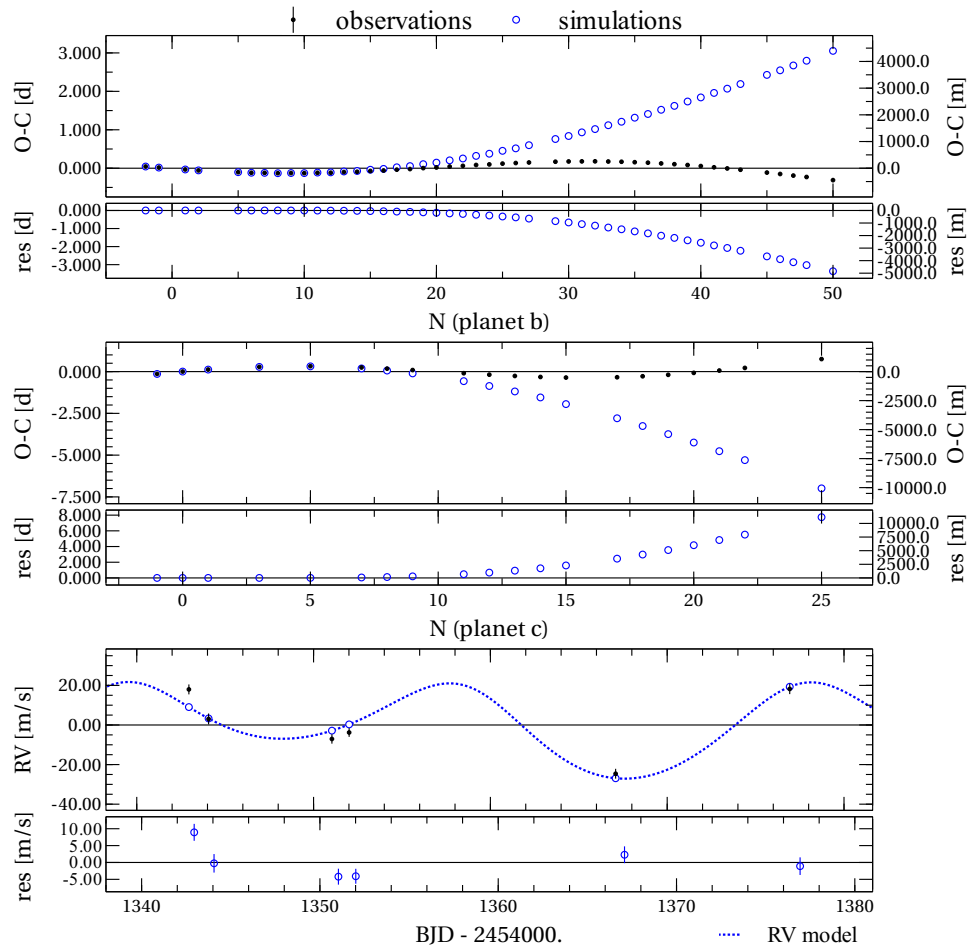 observations simulations
3.000
2.000
1.000
0.000
O-C [d]
4000.0
3000.0
2000.0
1000.0
0.0
O-C [m]
0.000
-1.000
-2.000
-3.000
res [d]
0.0
-1000.0
-2000.0
-3000.0
-4000.0
-5000.0
res [m]
0 10 20 30 40 50
N (planet b)
0.000
-2.500
-5.000
-7.500
O-C [d]
0.0
-2500.0
-5000.0
-7500.0
-10000.0
O-C [m]
8.000
6.000
4.000
2.000
0.000
res [d]
10000.0
7500.0
5000.0
2500.0
0.0
res [m]
0 5 10 15 20 25
N (planet c)
20.00
0.00
-20.00
-40.00
RV [m/s]
10.00
5.00
0.00
-5.00
res [m/s]
1340 1350 1360 1370 1380
BJD - 2454000.
RV model